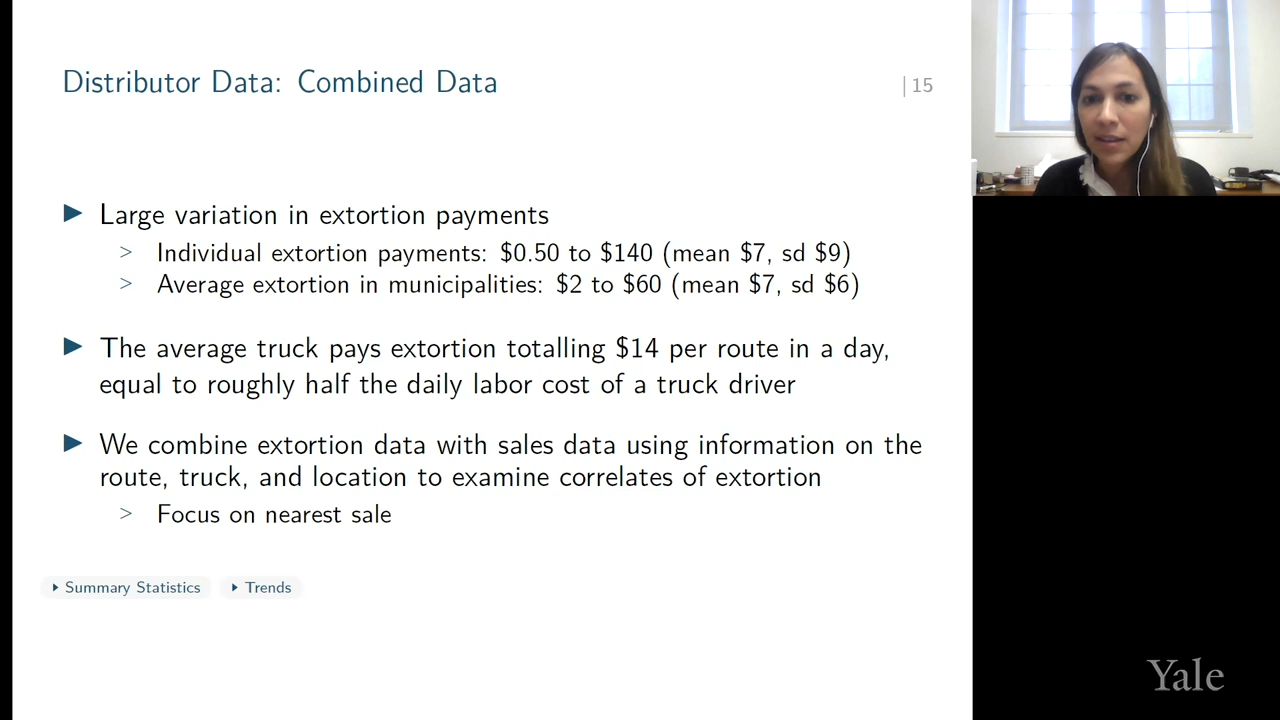 Distributor Data: Combined Data
| 15
► Large variation in extortion payments
> Individual extortion payments: $0.50 to $140 (mean $7, sd $9)
> Average extortion in municipalities: $2 to $60 (mean $7, sd $6)
► The average truck pays extortion totalling $14 per route in a day,
equal to roughly half the daily labor cost of a truck driver
► We combine extortion data with sales data using information on the
route, truck, and location to examine correlates of extortion
> Focus on nearest sale
▸ Summary Statistics ▸ Trends
Yale